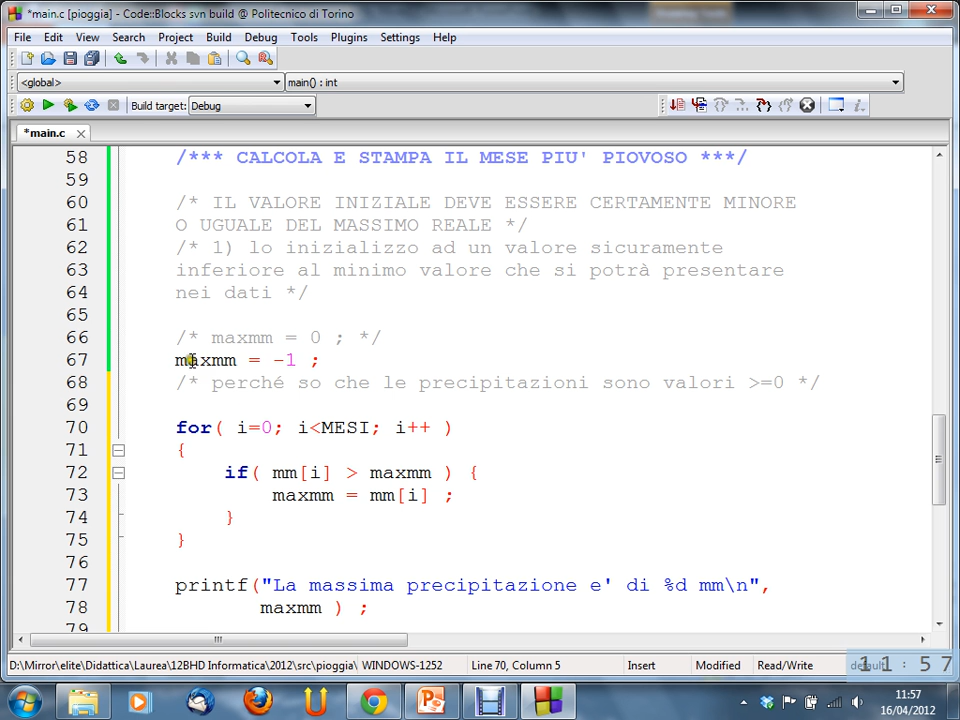 *main.c [pioggia] - Code::Blocks svn build @ Politecnico di Torino
File Edit View Search Project Build Debug Tools Plugins Settings Help
<global> main() : int
Build target: Debug
*main.c
58 /*** CALCOLA E STAMPA IL MESE PIU' PIOVOSO ***/
59
60 /* IL VALORE INIZIALE DEVE ESSERE CERTAMENTE MINORE
61 O UGUALE DEL MASSIMO REALE */
62 /* 1) lo inizializzo ad un valore sicuramente
63 inferiore al minimo valore che si potrà presentare
64 nei dati */
65
66 /* maxmm = 0 ; */
67 maxmm = -1 ;
68 /* perché so che le precipitazioni sono valori >=0 */
69
70 for( i=0; i<MESI; i++ )
71 {
72 if( mm[i] > maxmm ) {
73 maxmm = mm[i] ;
74 }
75 }
76
77 printf("La massima precipitazione e' di %d mm\n",
78 maxmm ) ;
79
D:\Mirror\elite\Didattica\Laurea\12BHD Informatica\2012\src\pioggia\ WINDOWS-1252 Line 70, Column 5 Insert Modified Read/Write default
11:57
11:57
16/04/2012